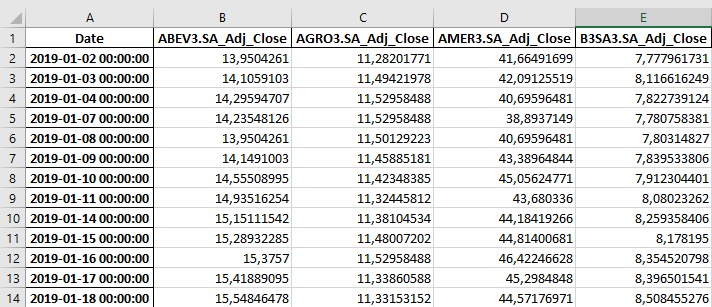 A B C D E
1 Date ABEV3.SA_Adj_Close AGRO3.SA_Adj_Close AMER3.SA_Adj_Close B3SA3.SA_Adj_Close
2 2019-01-02 00:00:00 13,9504261 11,28201771 41,66491699 7,777961731
3 2019-01-03 00:00:00 14,1059103 11,49421978 42,09125519 8,116616249
4 2019-01-04 00:00:00 14,29594707 11,52958488 40,69596481 7,822739124
5 2019-01-07 00:00:00 14,23548126 11,52958488 38,8937149 7,780758381
6 2019-01-08 00:00:00 13,9504261 11,50129223 40,69596481 7,80314827
7 2019-01-09 00:00:00 14,1491003 11,45885181 43,38964844 7,839533806
8 2019-01-10 00:00:00 14,55508995 11,42348385 45,05624771 7,912304401
9 2019-01-11 00:00:00 14,93516254 11,32445812 43,680336 8,08023262
10 2019-01-14 00:00:00 15,15111542 11,38104534 44,18419266 8,259358406
11 2019-01-15 00:00:00 15,28932285 11,48007202 44,81400681 8,178195
12 2019-01-16 00:00:00 15,3757 11,52958488 46,42246628 8,354520798
13 2019-01-17 00:00:00 15,41889095 11,33860588 45,2984848 8,396501541
14 2019-01-18 00:00:00 15,54846478 11,33153152 44,57176971 8,508455276